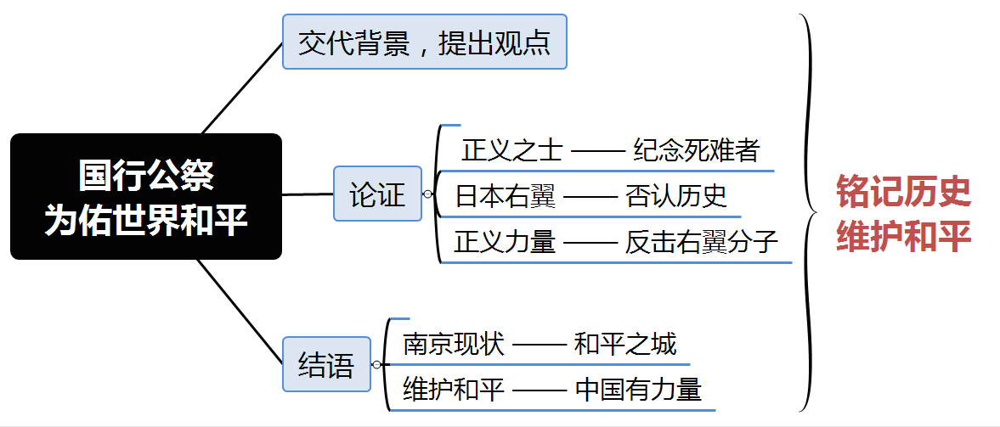 交代背景，提出观点
国行公祭
为佑世界和平
论证
正义之士 —— 纪念死难者
日本右翼 —— 否认历史
正义力量 —— 反击右翼分子
结语
南京现状 —— 和平之城
维护和平 —— 中国有力量
铭记历史
维护和平